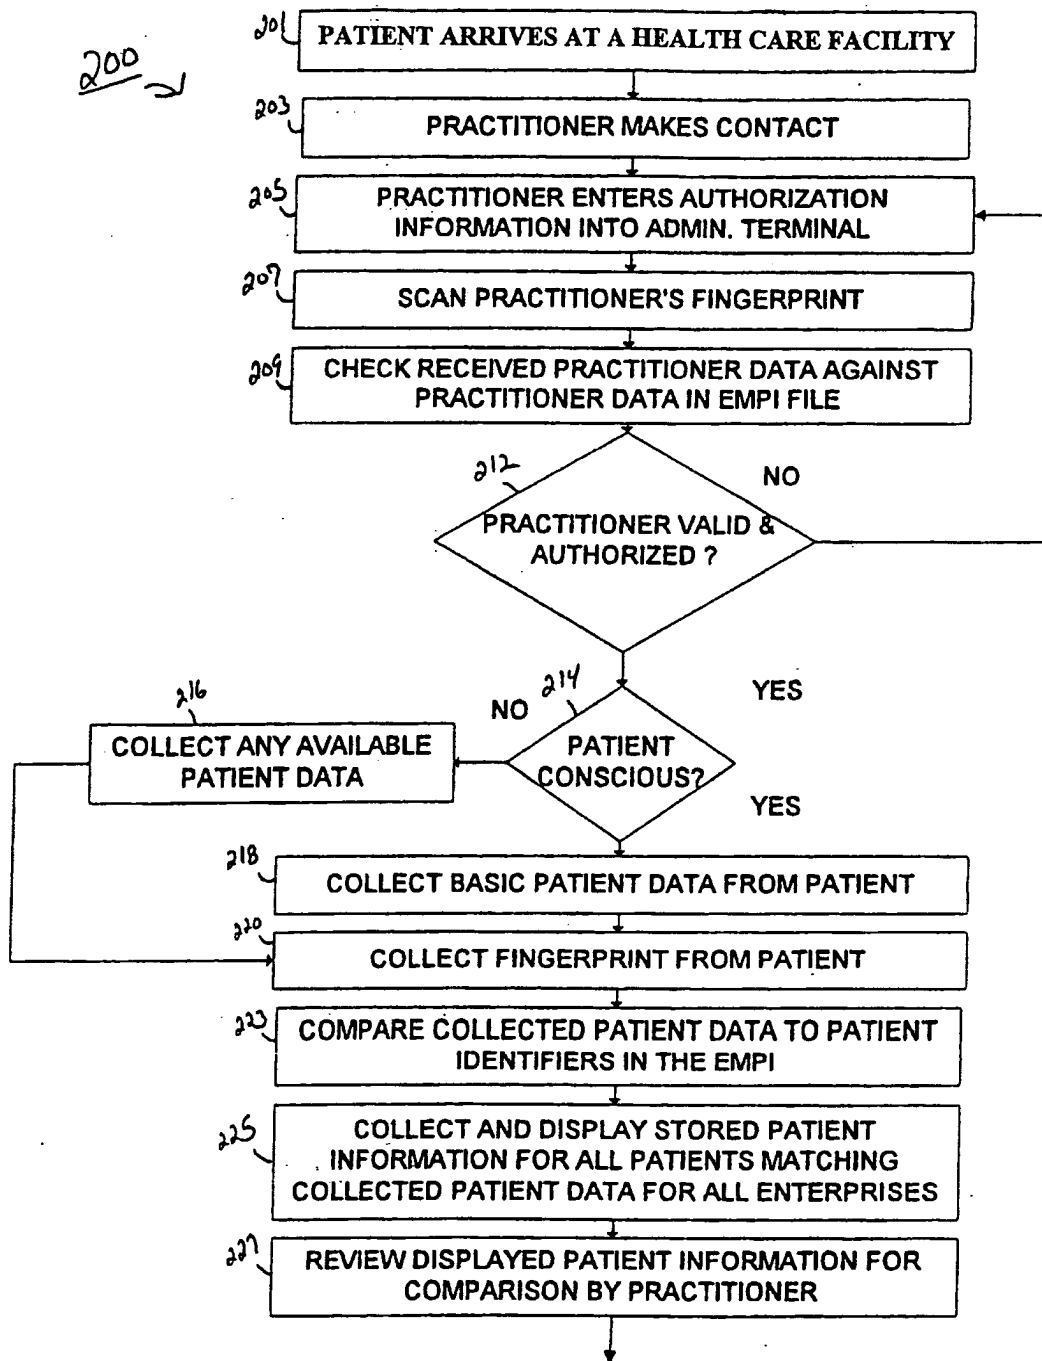 200
201
PATIENT ARRIVES AT A HEALTH CARE FACILITY
203
PRACTITIONER MAKES CONTACT
205
PRACTITIONER ENTERS AUTHORIZATION
INFORMATION INTO ADMIN. TERMINAL
207
SCAN PRACTITIONER'S FINGERPRINT
209
CHECK RECEIVED PRACTITIONER DATA AGAINST
PRACTITIONER DATA IN EMPI FILE
212
NO
PRACTITIONER VALID &
AUTHORIZED ?
YES
214
NO
PATIENT
CONSCIOUS?
YES
216
COLLECT ANY AVAILABLE
PATIENT DATA
218
COLLECT BASIC PATIENT DATA FROM PATIENT
220
COLLECT FINGERPRINT FROM PATIENT
223
COMPARE COLLECTED PATIENT DATA TO PATIENT
IDENTIFIERS IN THE EMPI
225
COLLECT AND DISPLAY STORED PATIENT
INFORMATION FOR ALL PATIENTS MATCHING
COLLECTED PATIENT DATA FOR ALL ENTERPRISES
227
REVIEW DISPLAYED PATIENT INFORMATION FOR
COMPARISON BY PRACTITIONER